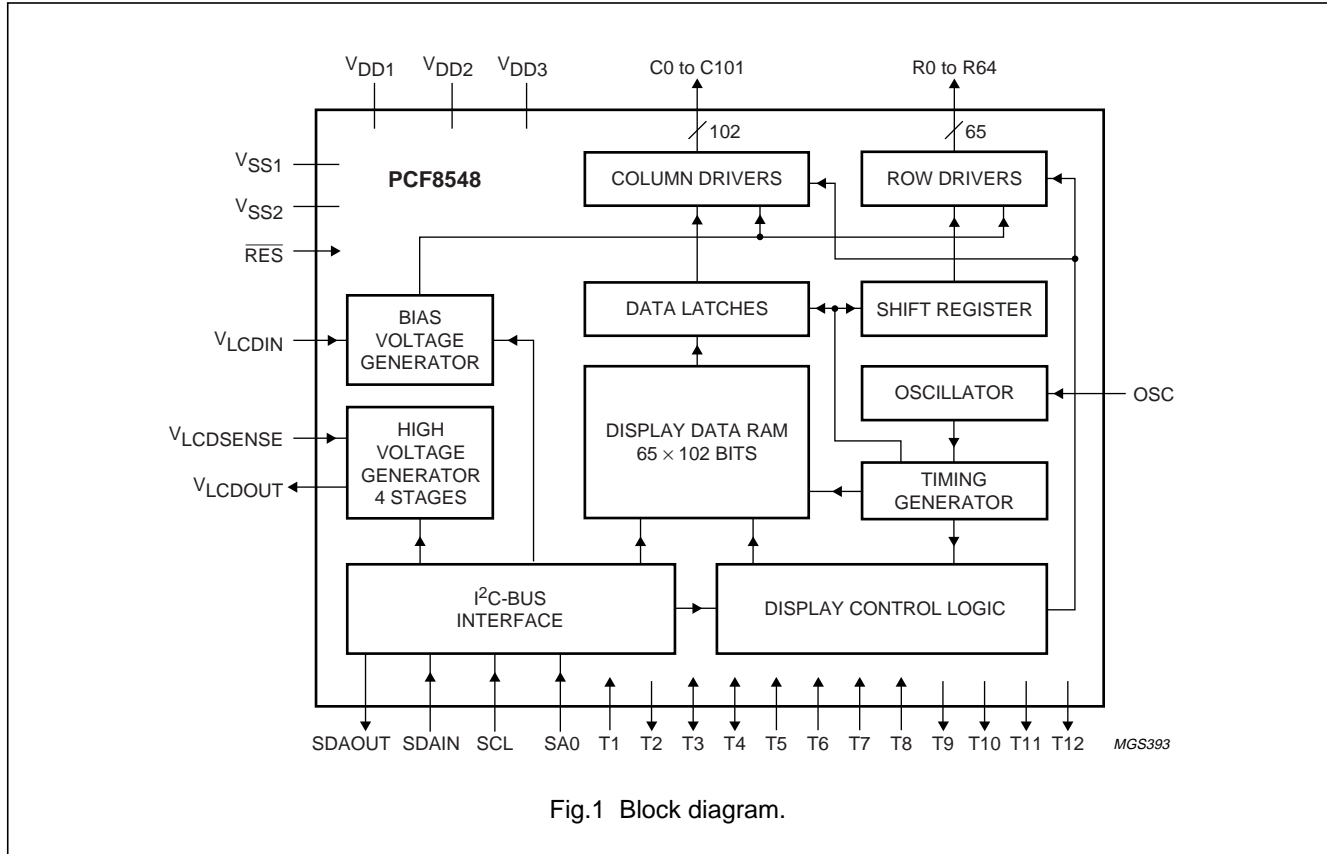 VDD1 VDD2 VDD3 C0 to C101 R0 to R64
102 65
VSS1
PCF8548
COLUMN DRIVERS
ROW DRIVERS
VSS2
RES
DATA LATCHES
SHIFT REGISTER
BIAS
VOLTAGE
GENERATOR
VLCDIN
OSCILLATOR
OSC
HIGH
VOLTAGE
GENERATOR
4 STAGES
VLCDSENSE
VLCDOUT
DISPLAY DATA RAM
65 × 102 BITS
TIMING
GENERATOR
I²C-BUS
INTERFACE
DISPLAY CONTROL LOGIC
SDAOUT SDAIN SCL SA0 T1 T2 T3 T4 T5 T6 T7 T8 T9 T10 T11 T12 MGS393
Fig.1 Block diagram.